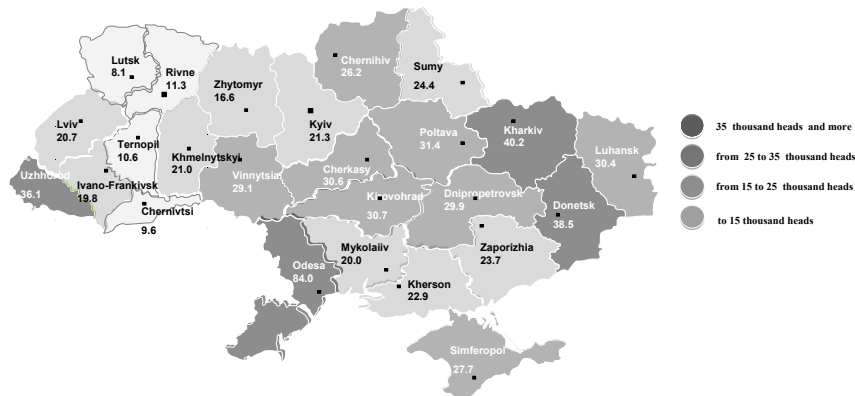 Lutsk
8.1
Rivne
11.3
Zhytomyr
16.6
Chernihiv
26.2
Sumy
24.4
Kyiv
21.3
Lviv
20.7
Ternopil
10.6
Khmelnytskyi
21.0
Vinnytsia
29.1
Cherkasy
30.6
Poltava
31.4
Kharkiv
40.2
Luhansk
30.4
Uzhhorod
36.1
Ivano-Frankivsk
19.8
Chernivtsi
9.6
Kirovohrad
30.7
Dnipropetrovsk
29.9
Donetsk
38.5
Odesa
84.0
Mykolaiiv
20.0
Zaporizhia
23.7
Kherson
22.9
Simferopol
27.7
35 thousand heads and more
from 25 to 35 thousand heads
from 15 to 25 thousand heads
to 15 thousand heads